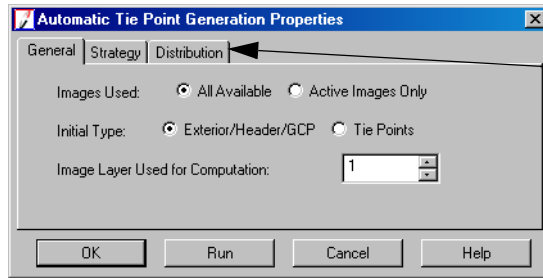 Automatic Tie Point Generation Properties
General Strategy Distribution
Images Used: All Available Active Images Only
Initial Type: Exterior/Header/GCP Tie Points
Image Layer Used for Computation: 1
OK Run Cancel Help